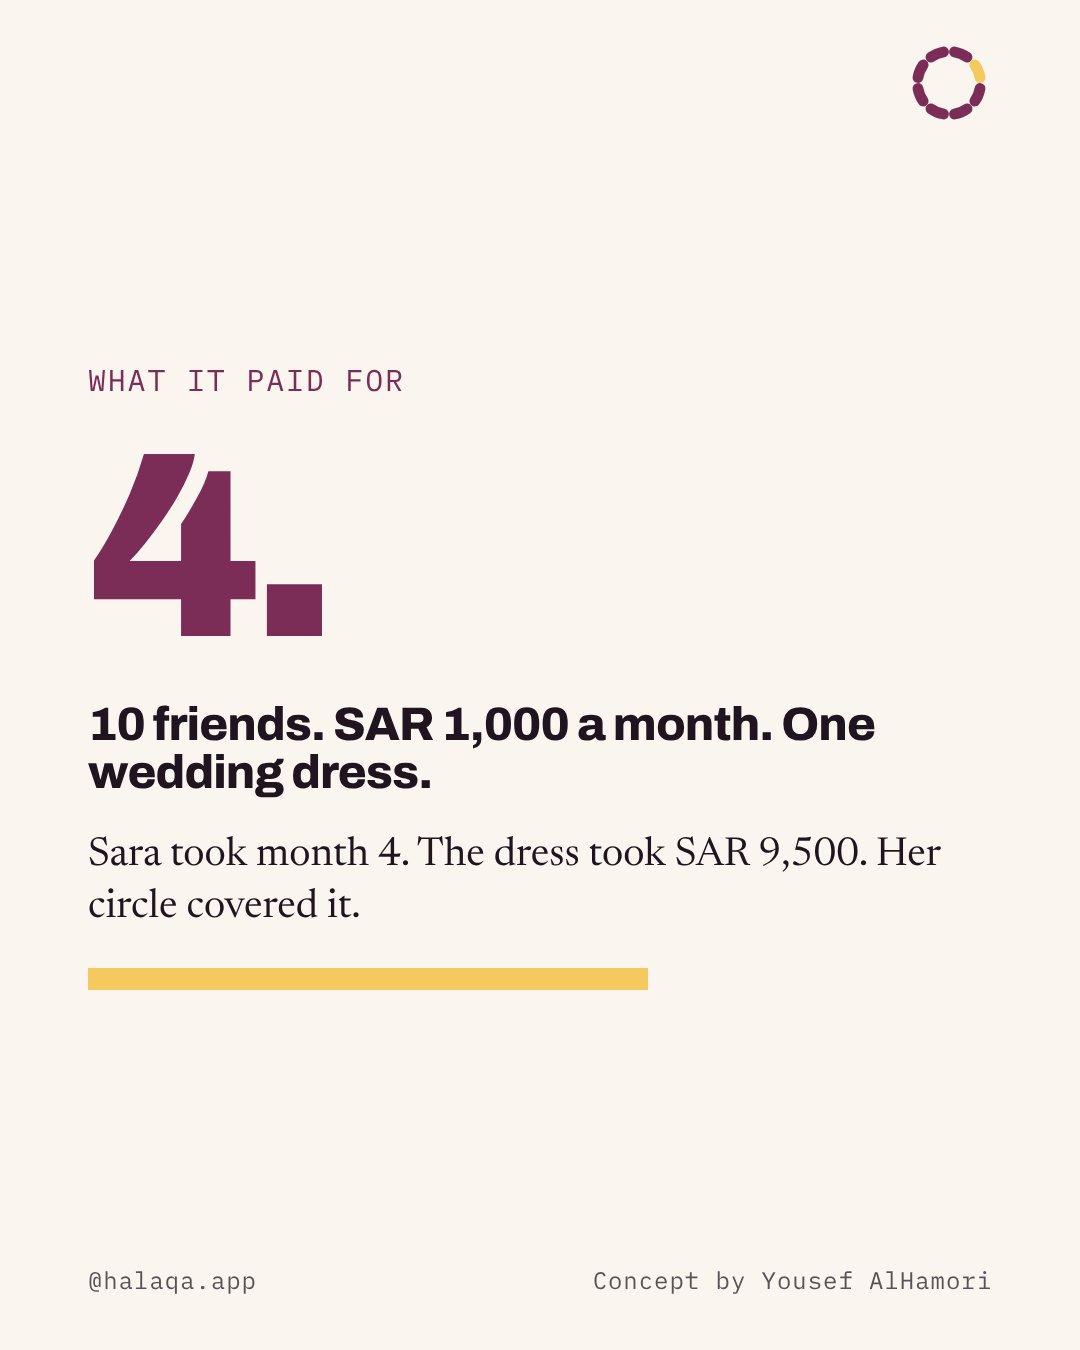 WHAT IT PAID FOR
4.
10 friends. SAR 1,000 a month. One
wedding dress.
Sara took month 4. The dress took SAR 9,500. Her
circle covered it.
@halaqa.app
Concept by Yousef AlHamori